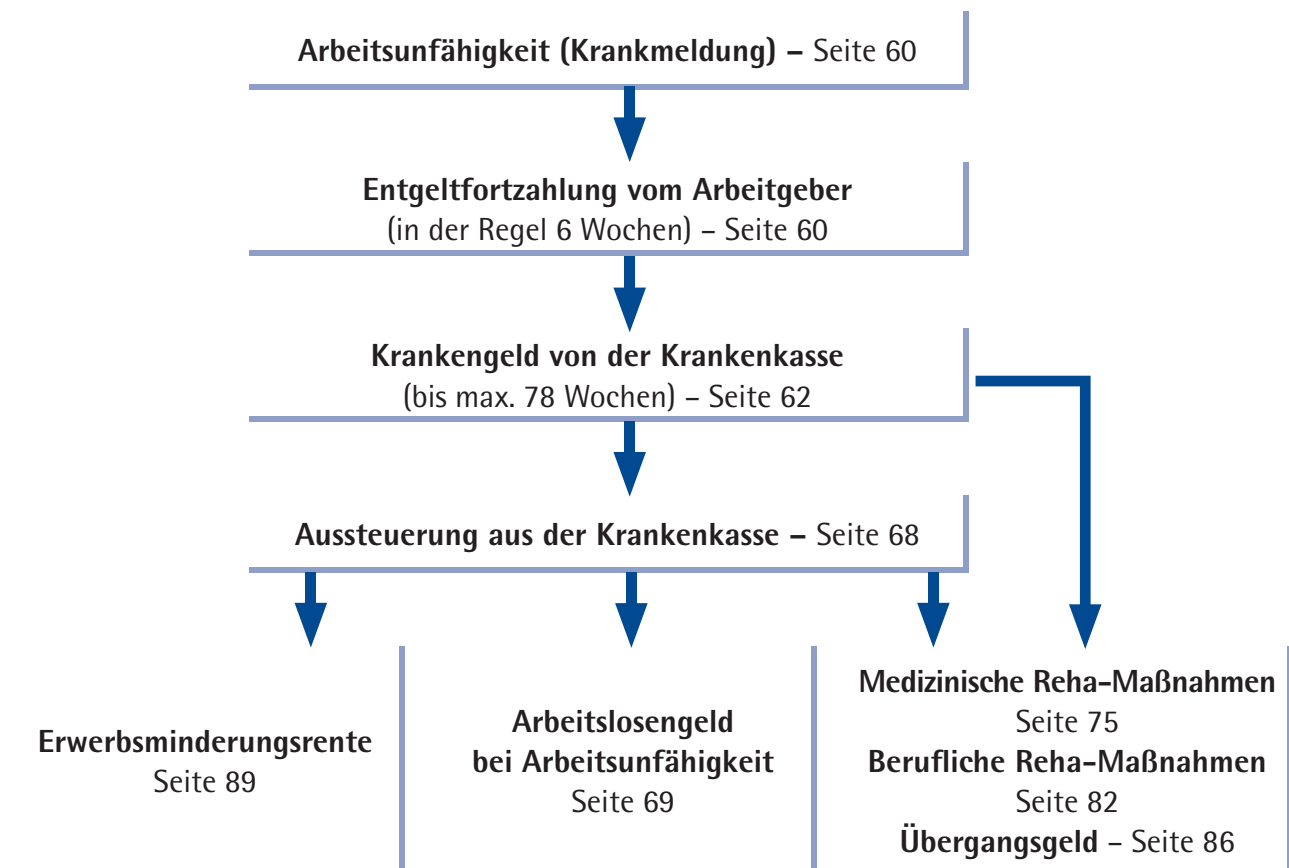 Arbeitsunfähigkeit (Krankmeldung) – Seite 60
Entgeltfortzahlung vom Arbeitgeber
(in der Regel 6 Wochen) – Seite 60
Krankengeld von der Krankenkasse
(bis max. 78 Wochen) – Seite 62
Aussteuerung aus der Krankenkasse – Seite 68
Erwerbsminderungsrente
Seite 89
Arbeitslosengeld
bei Arbeitsunfähigkeit
Seite 69
Medizinische Reha-Maßnahmen
Seite 75
Berufliche Reha-Maßnahmen
Seite 82
Übergangsgeld – Seite 86